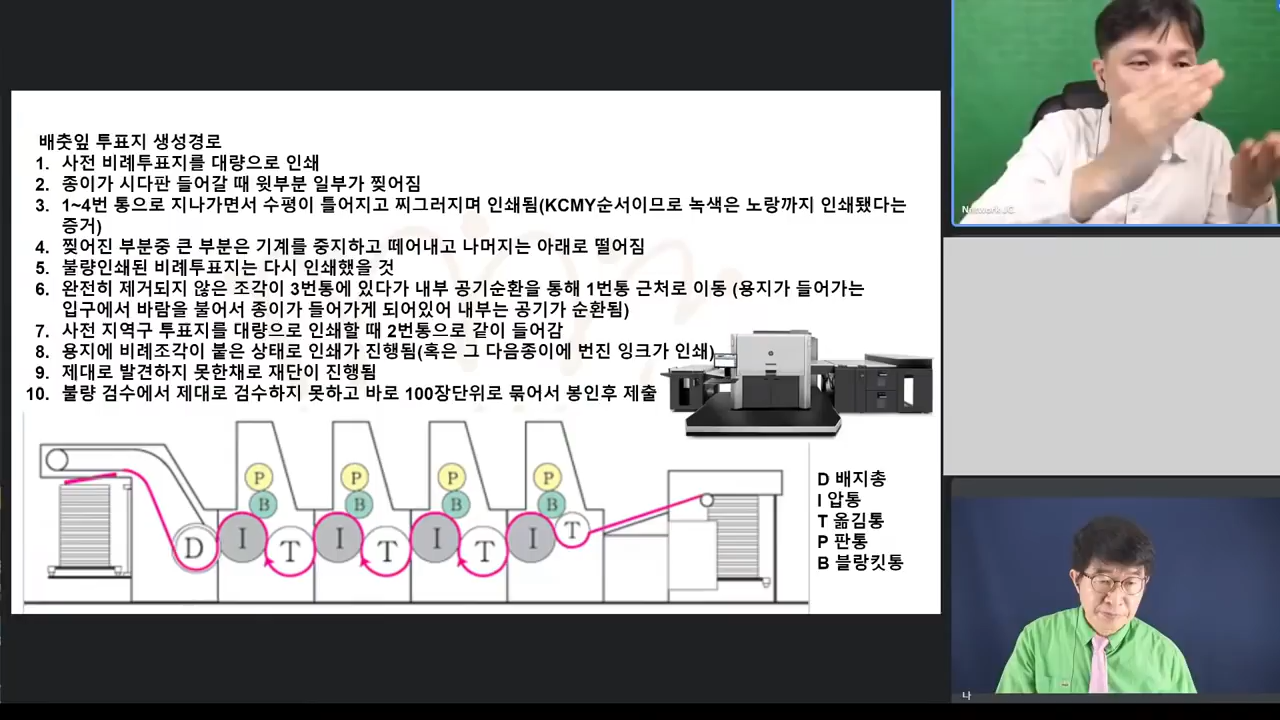 배춧잎 투표지 생성경로
1. 사전 비례투표지를 대량으로 인쇄
2. 종이가 시다판 들어갈 때 윗부분 일부가 찢어짐
3. 1~4번 통으로 지나가면서 수평이 틀어지고 찌그러지며 인쇄됨(KCMY순서이므로 녹색은 노랑까지 인쇄됐다는
증거)
4. 찢어진 부분중 큰 부분은 기계를 중지하고 떼어내고 나머지는 아래로 떨어짐
5. 불량인쇄된 비례투표지는 다시 인쇄했을 것
6. 완전히 제거되지 않은 조각이 3번통에 있다가 내부 공기순환을 통해 1번통 근처로 이동 (용지가 들어가는
입구에서 바람을 불어서 종이가 들어가게 되어있어 내부는 공기가 순환됨)
7. 사전 지역구 투표지를 대량으로 인쇄할 때 2번통으로 같이 들어감
8. 용지에 비례조각이 붙은 상태로 인쇄가 진행됨(혹은 그 다음종이에 번진 잉크가 인쇄)
9. 제대로 발견하지 못한채로 재단이 진행됨
10. 불량 검수에서 제대로 검수하지 못하고 바로 100장단위로 묶어서 봉인후 제출
P P P P
B B B B
D I T I T I T I T
D 배지총
I 압통
T 옮김통
P 판통
B 블랑킷통
Network JC
나